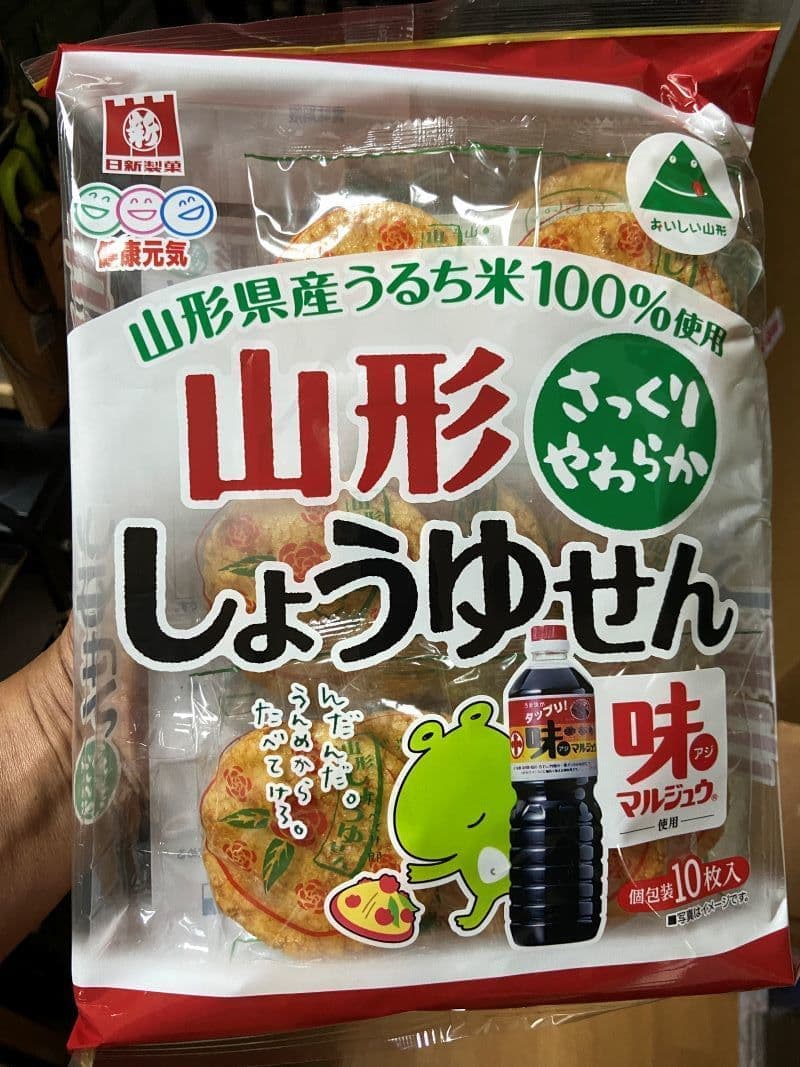 新
日新製菓
健康元気
おいしい山形
山形県産うるち米100%使用
山形
さっくり
やわらか
しょうゆせん
んだんだ。
うんめから
たべてけろ。
タップリ!
味アジマルジュウ
味アジ
マルジュウ®
使用
個包装10枚入
■写真はイメージです。